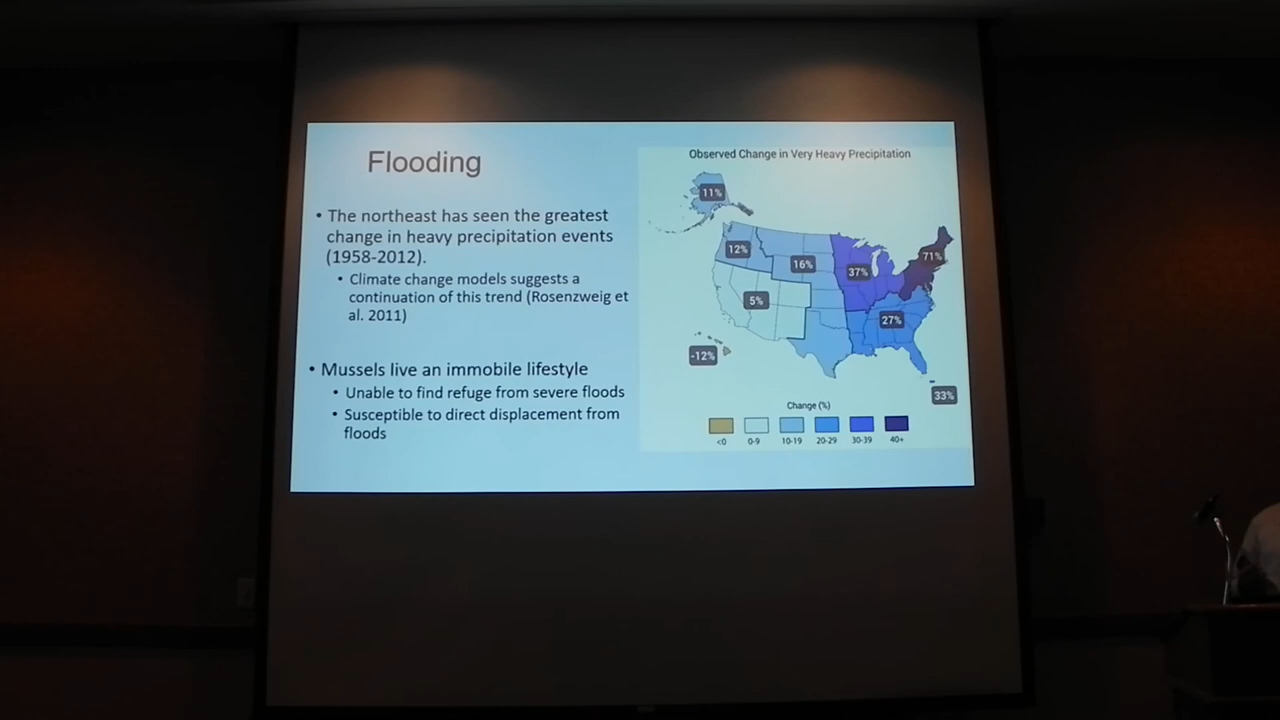 Flooding
• The northeast has seen the greatest
change in heavy precipitation events
(1958-2012).
• Climate change models suggests a
continuation of this trend (Rosenzweig et
al. 2011)
• Mussels live an immobile lifestyle
• Unable to find refuge from severe floods
• Susceptible to direct displacement from
floods
Observed Change in Very Heavy Precipitation
11%
12%
16%
37%
71%
5%
27%
-12%
33%
Change (%)
<0 0-9 10-19 20-29 30-39 40+